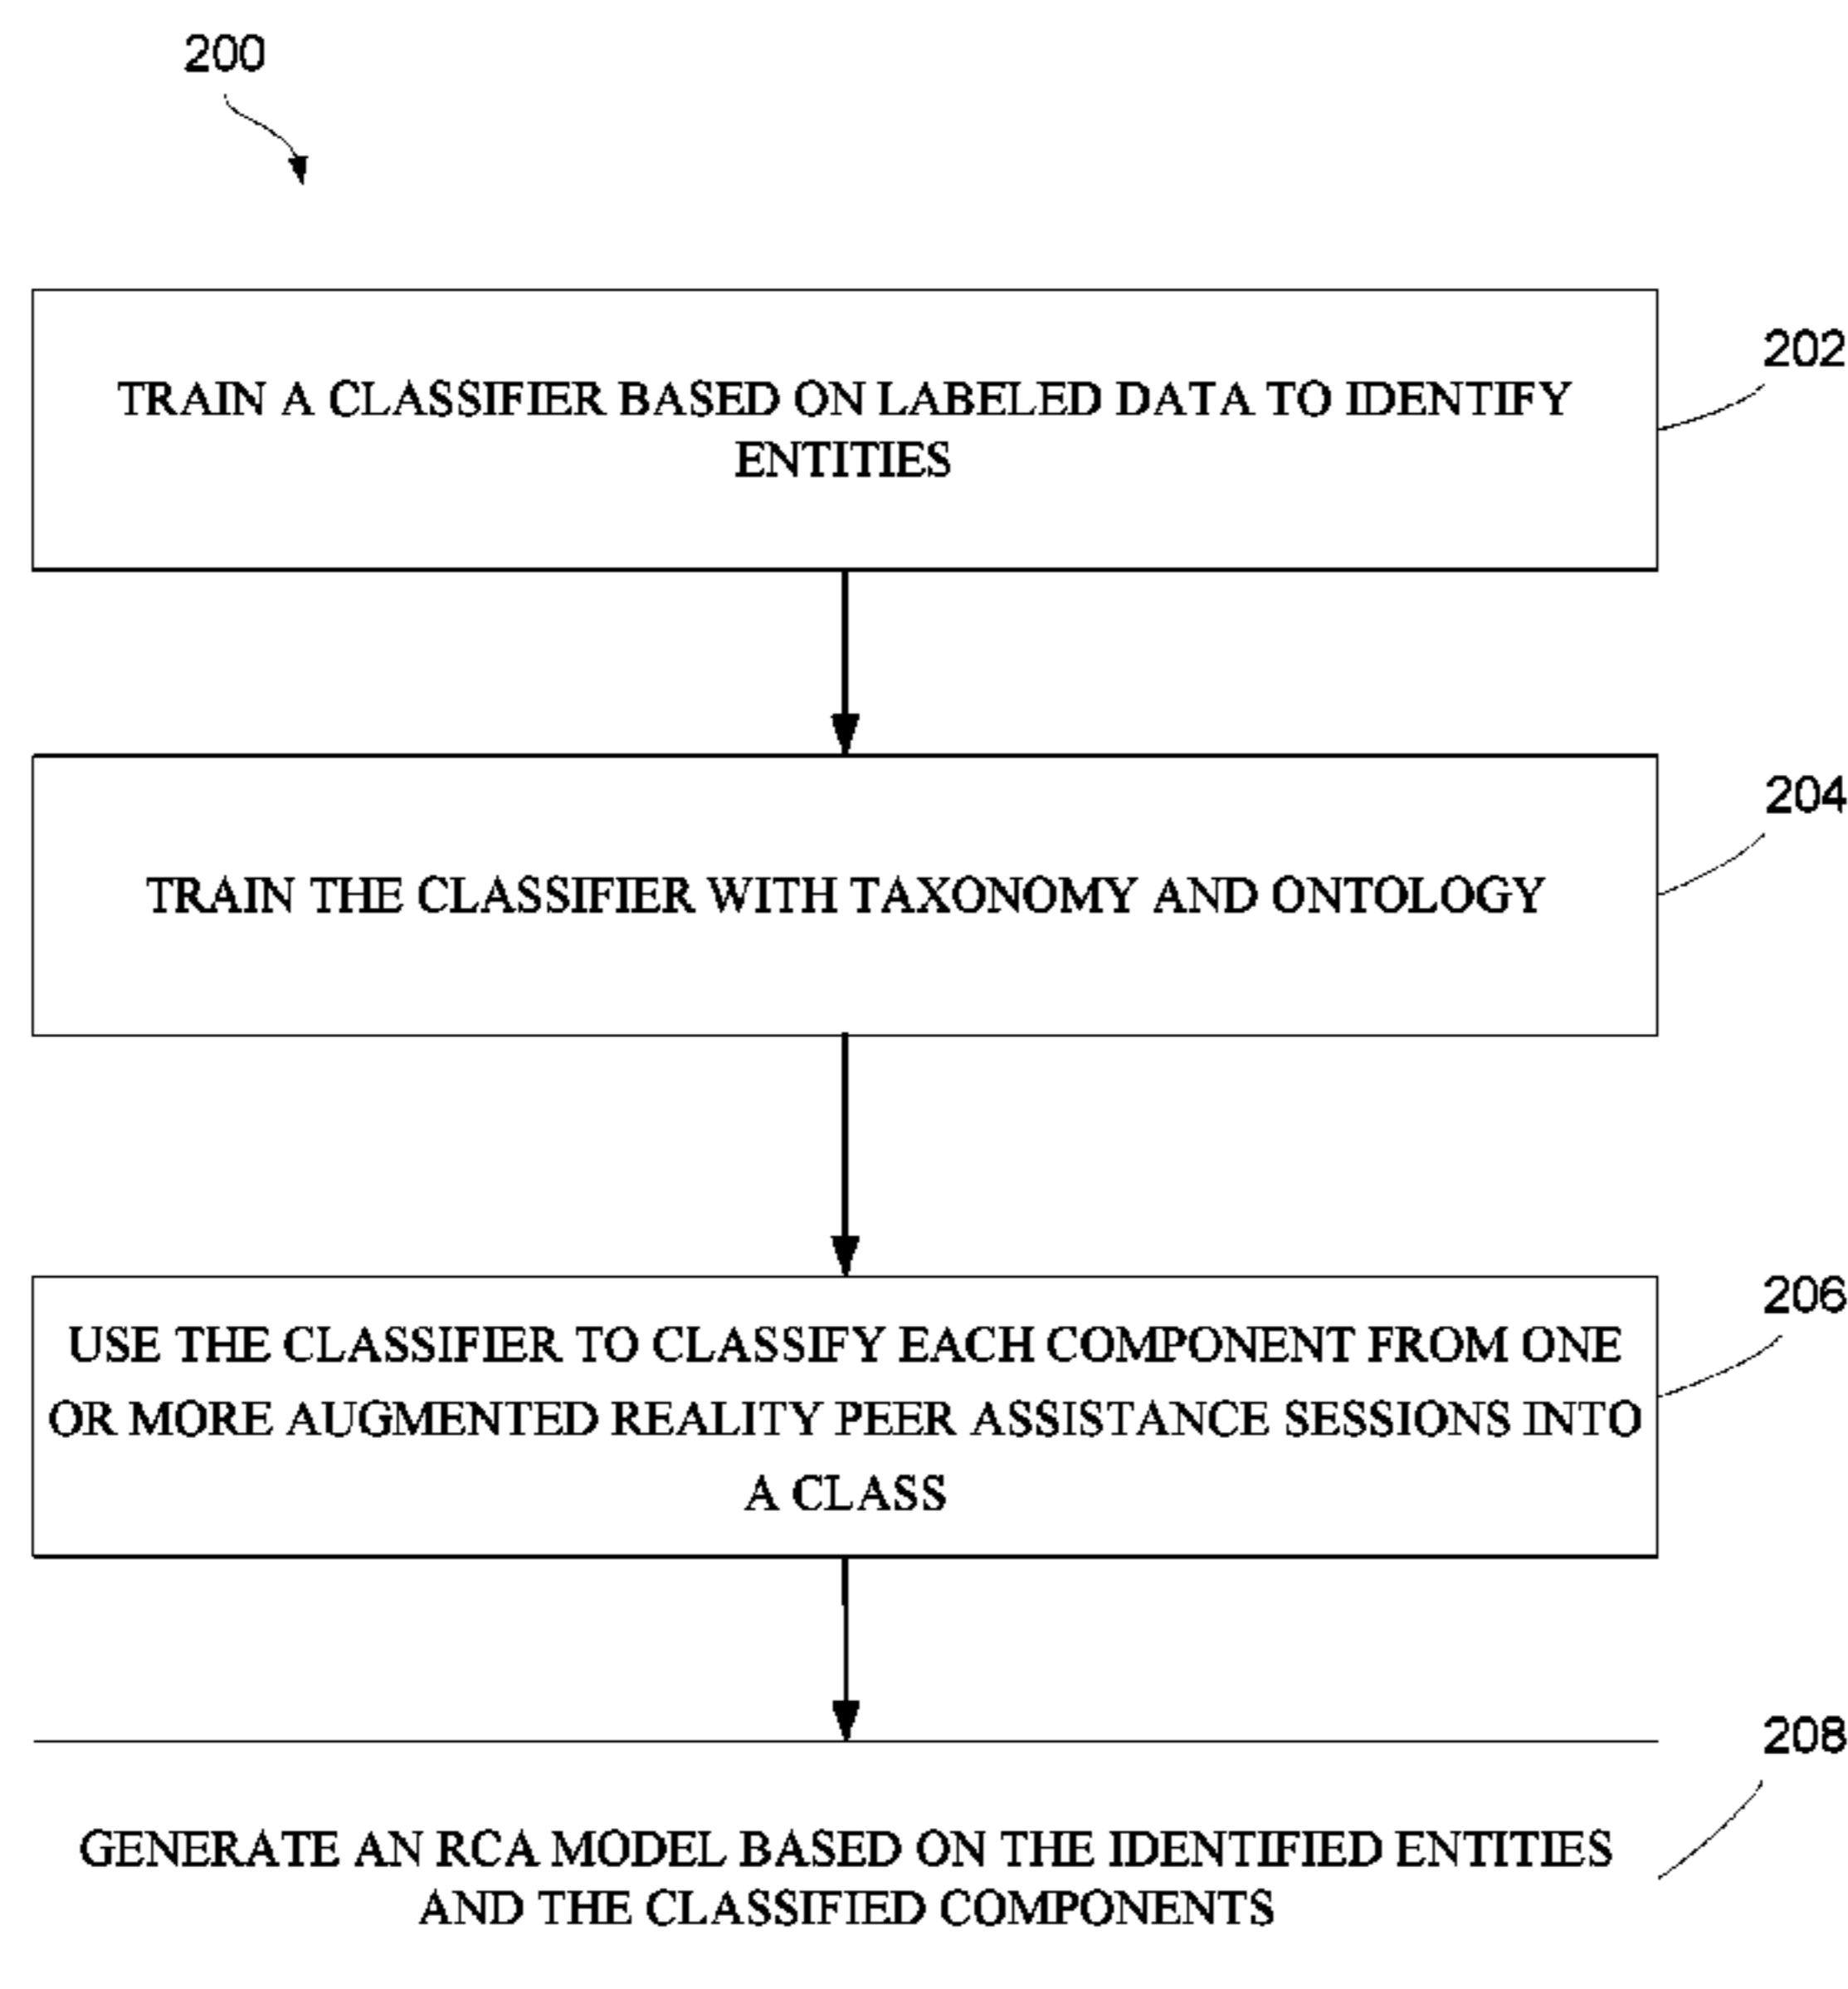 200
TRAIN A CLASSIFIER BASED ON LABELED DATA TO IDENTIFY
ENTITIES
202
TRAIN THE CLASSIFIER WITH TAXONOMY AND ONTOLOGY
204
USE THE CLASSIFIER TO CLASSIFY EACH COMPONENT FROM ONE
OR MORE AUGMENTED REALITY PEER ASSISTANCE SESSIONS INTO
A CLASS
206
GENERATE AN RCA MODEL BASED ON THE IDENTIFIED ENTITIES
AND THE CLASSIFIED COMPONENTS
208